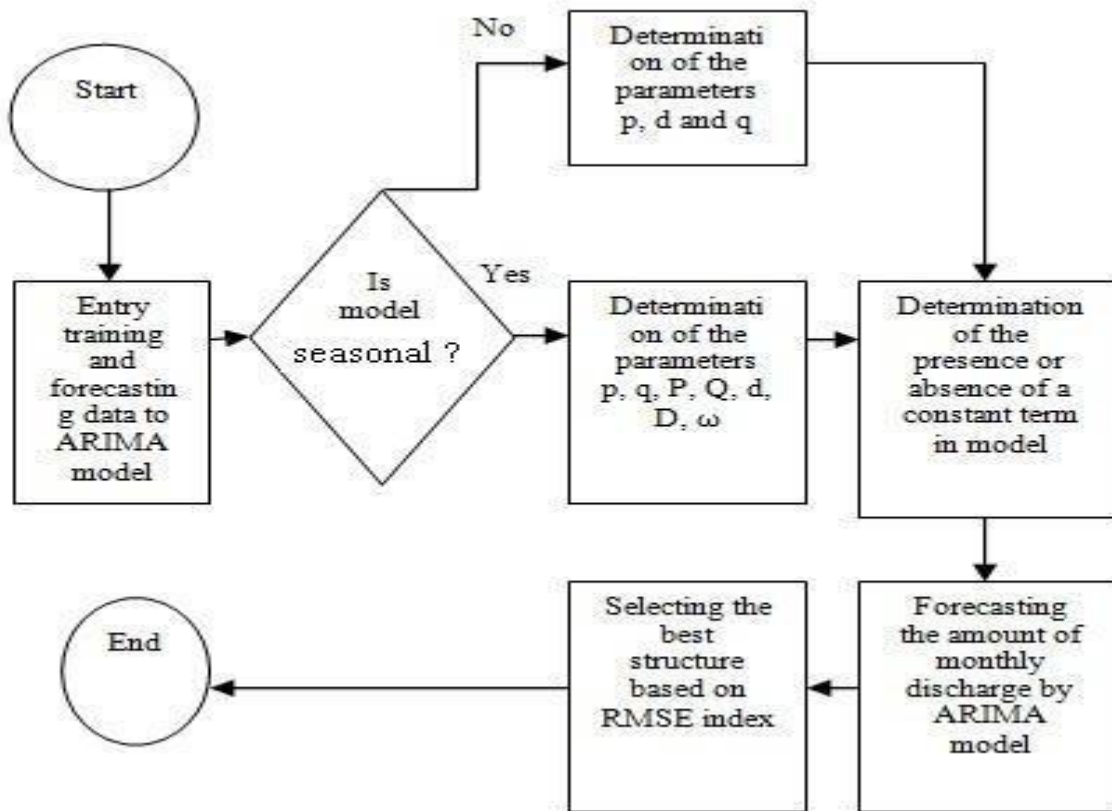 Start
Entry
training
and
forecastin
g data to
ARIMA
model
Is
model
seasonal ?
No
Determinati
on of the
parameters
p, d and q
Yes
Determinati
on of the
parameters
p, q, P, Q, d,
D, ω
Determination
of the
presence or
absence of a
constant term
in model
Forecasting
the amount of
monthly
discharge by
ARIMA
model
Selecting the
best
structure
based on
RMSE index
End